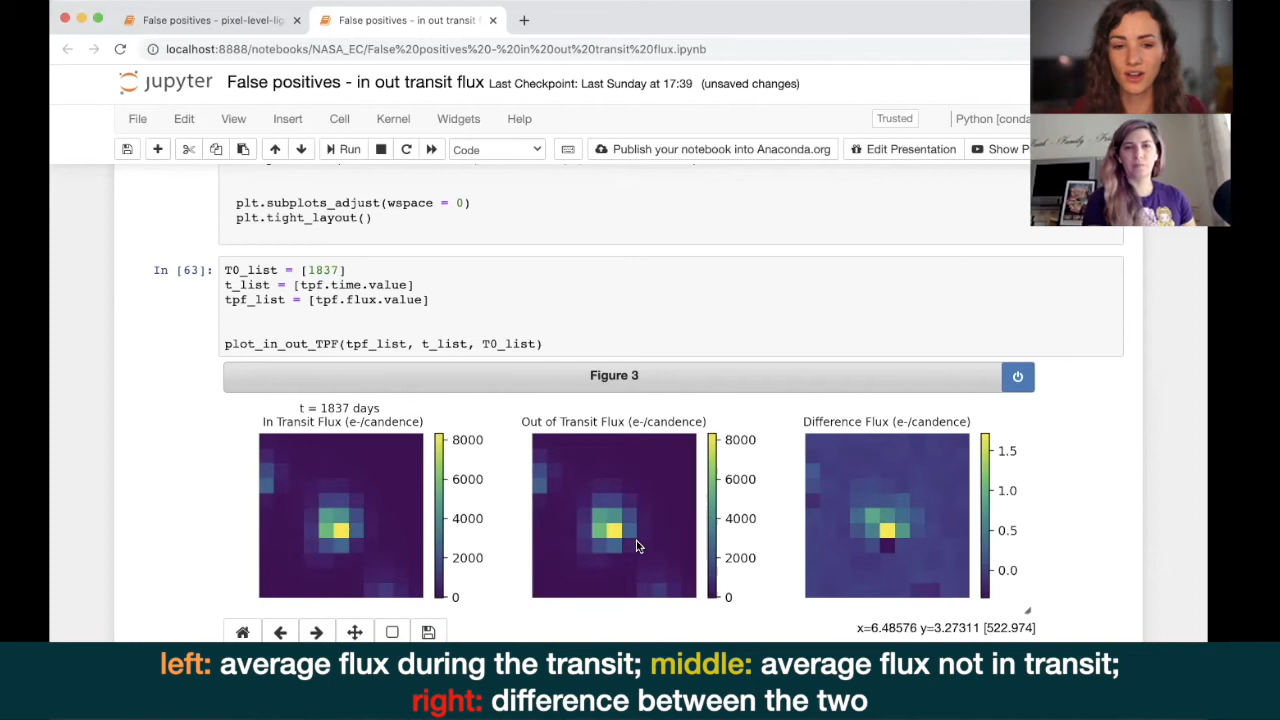 False positives - pixel-level-lig
False positives - in out transit
localhost:8888/notebooks/NASA_EC/False%20positives%20-%20in%20out%20transit%20flux.ipynb
jupyter False positives - in out transit flux Last Checkpoint: Last Sunday at 17:39 (unsaved changes)
File Edit View Insert Cell Kernel Widgets Help Trusted Python [conda
Run Code Publish your notebook into Anaconda.org Edit Presentation Show
plt.subplots_adjust(wspace = 0)
plt.tight_layout()
In [63]: T0_list = [1837]
t_list = [tpf.time.value]
tpf_list = [tpf.flux.value]
plot_in_out_TPF(tpf_list, t_list, T0_list)
Figure 3
t = 1837 days
In Transit Flux (e-/candence) Out of Transit Flux (e-/candence) Difference Flux (e-/candence)
8000 8000 1.5
6000 6000 1.0
4000 4000 0.5
2000 2000 0.0
0 0
x=6.48576 y=3.27311 [522.974]
left: average flux during the transit; middle: average flux not in transit;
right: difference between the two